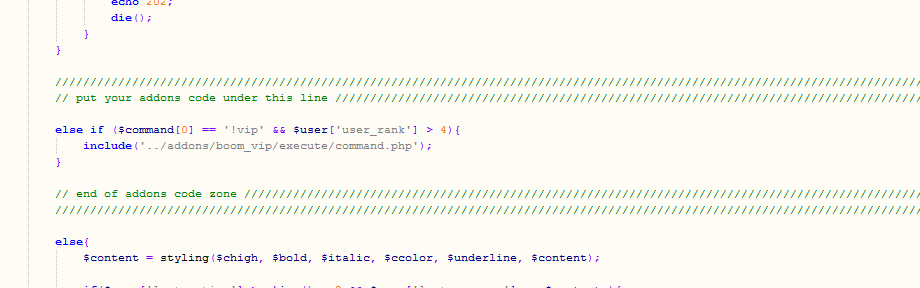 echo 202;
die();
}
}
////////////////////////////////////////////////////////////////////////////////////////////////////////////////////////////
// put your addons code under this line ////////////////////////////////////////////////////////////////////////////////////
else if ($command[0] == '!vip' && $user['user_rank'] > 4){
include('../addons/boom_vip/execute/command.php');
}
// end of addons code zone /////////////////////////////////////////////////////////////////////////////////////////////////
////////////////////////////////////////////////////////////////////////////////////////////////////////////////////////////
else{
$content = styling($chigh, $bold, $italic, $ccolor, $underline, $content);